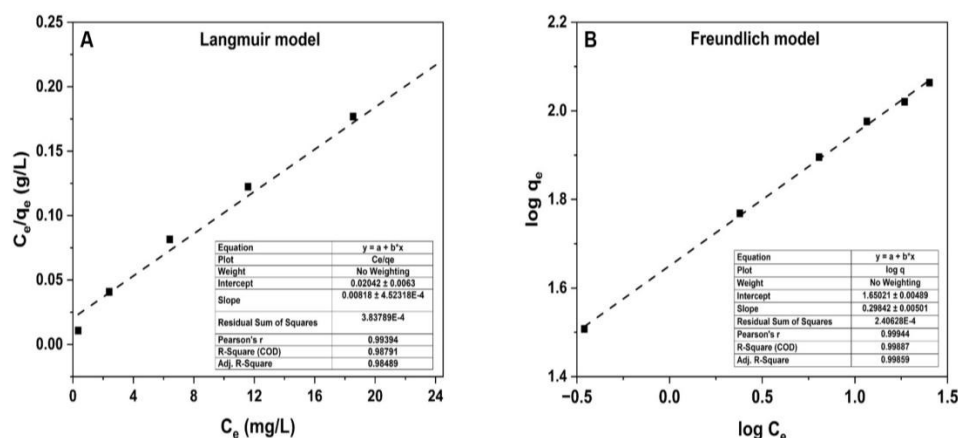 A
Langmuir model
0.25
0.20
0.15
0.10
0.05
0.00
Ce/qe (g/L)
Equation y = a + b*x
Plot Ce/qe
Weight No Weighting
Intercept 0.02042 ± 0.0063
Slope 0.00818 ± 4.52318E-4
Residual Sum of Squares 3.83789E-4
Pearson's r 0.99394
R-Square (COD) 0.98791
Adj. R-Square 0.98489
0 4 8 12 16 20 24
Ce (mg/L)
B
Freundlich model
2.2
2.0
1.8
1.6
1.4
log qe
Equation y = a + b*x
Plot log q
Weight No Weighting
Intercept 1.65021 ± 0.00489
Slope 0.29842 ± 0.00501
Residual Sum of Squares 2.40628E-4
Pearson's r 0.99944
R-Square (COD) 0.99887
Adj. R-Square 0.99859
−0.5 0.0 0.5 1.0 1.5
log Ce